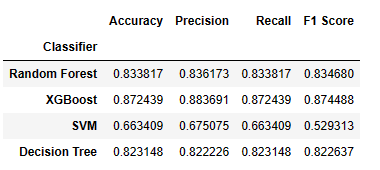 Accuracy Precision Recall F1 Score
Classifier
Random Forest 0.833817 0.836173 0.833817 0.834680
XGBoost 0.872439 0.883691 0.872439 0.874488
SVM 0.663409 0.675075 0.663409 0.529313
Decision Tree 0.823148 0.822226 0.823148 0.822637